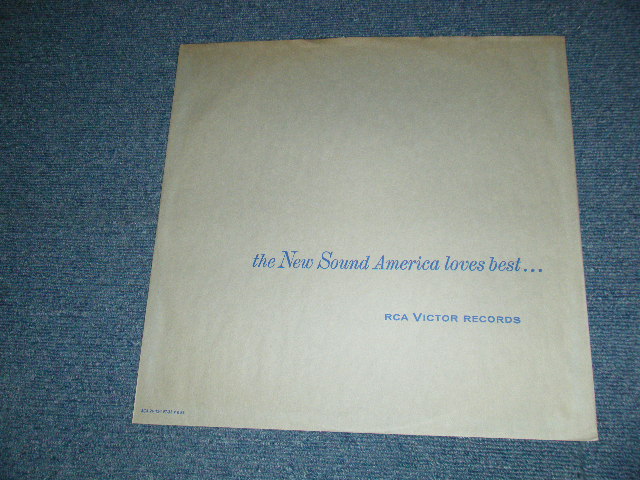 the New Sound America loves best...
RCA VICTOR RECORDS